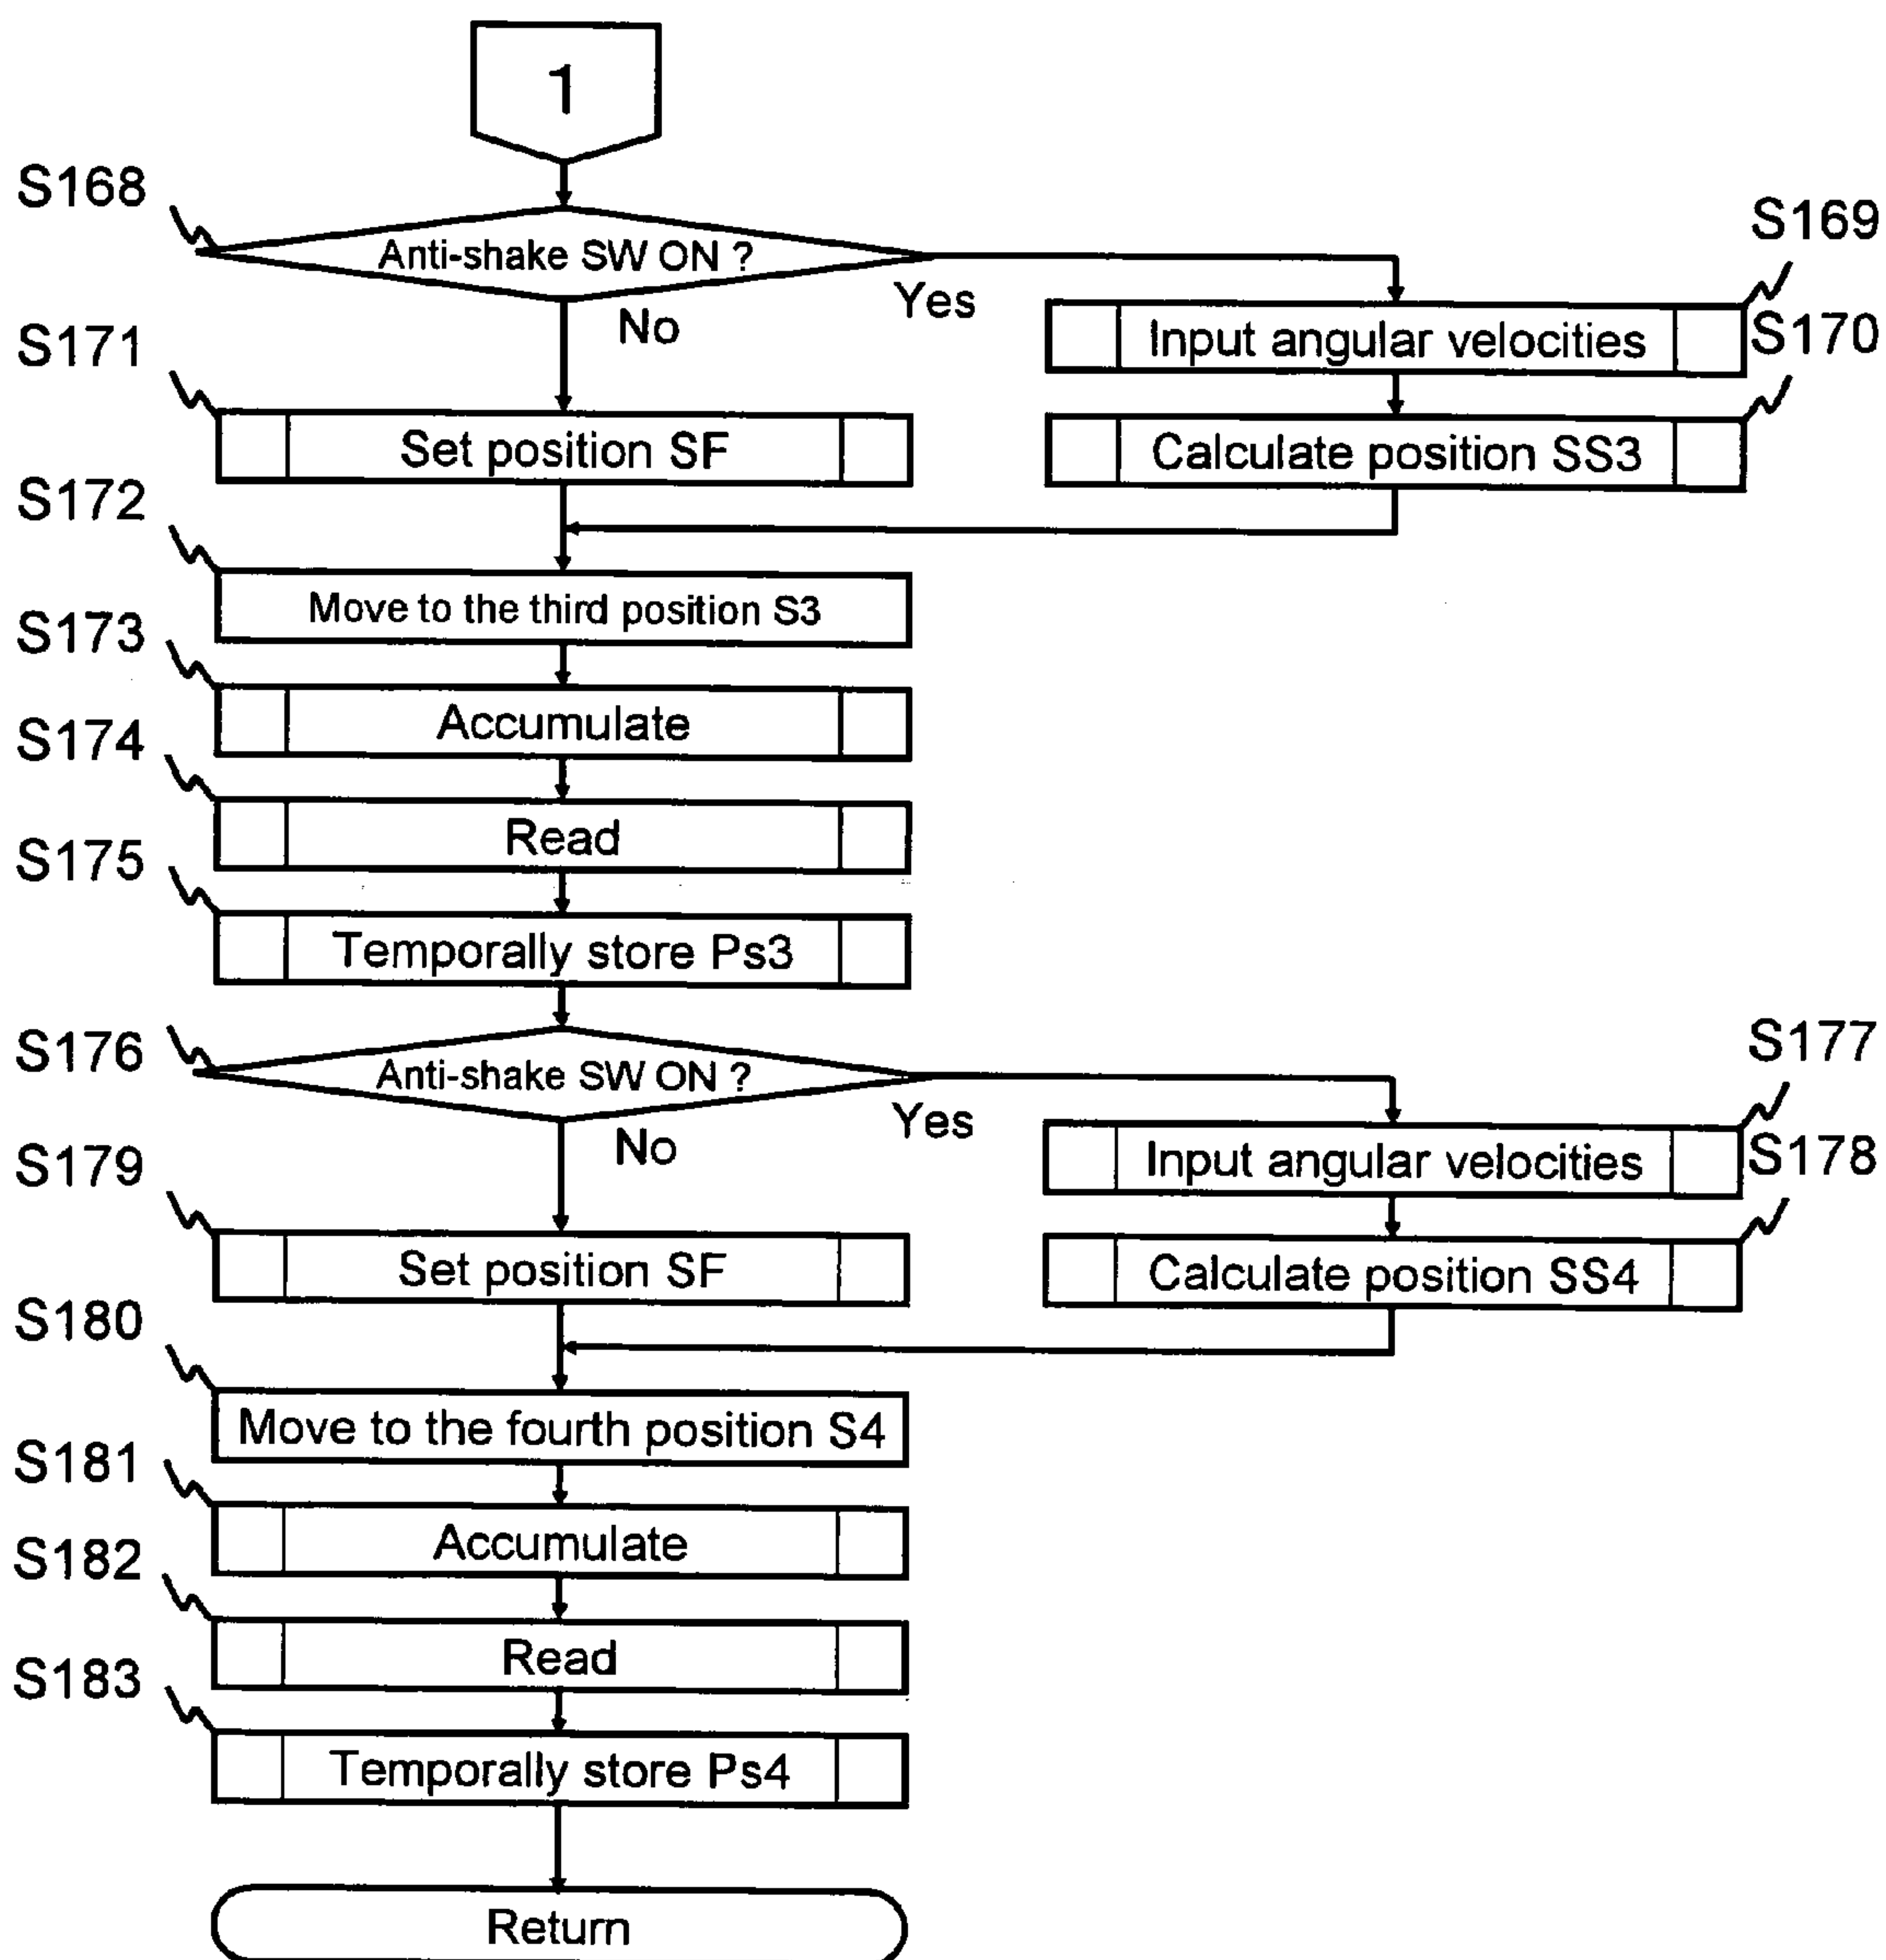 1
S168
Anti-shake SW ON ?
Yes
No
S169
Input angular velocities
S170
Calculate position SS3
S171
Set position SF
S172
Move to the third position S3
S173
Accumulate
S174
Read
S175
Temporally store Ps3
S176
Anti-shake SW ON ?
Yes
No
S177
Input angular velocities
S178
Calculate position SS4
S179
Set position SF
S180
Move to the fourth position S4
S181
Accumulate
S182
Read
S183
Temporally store Ps4
Return